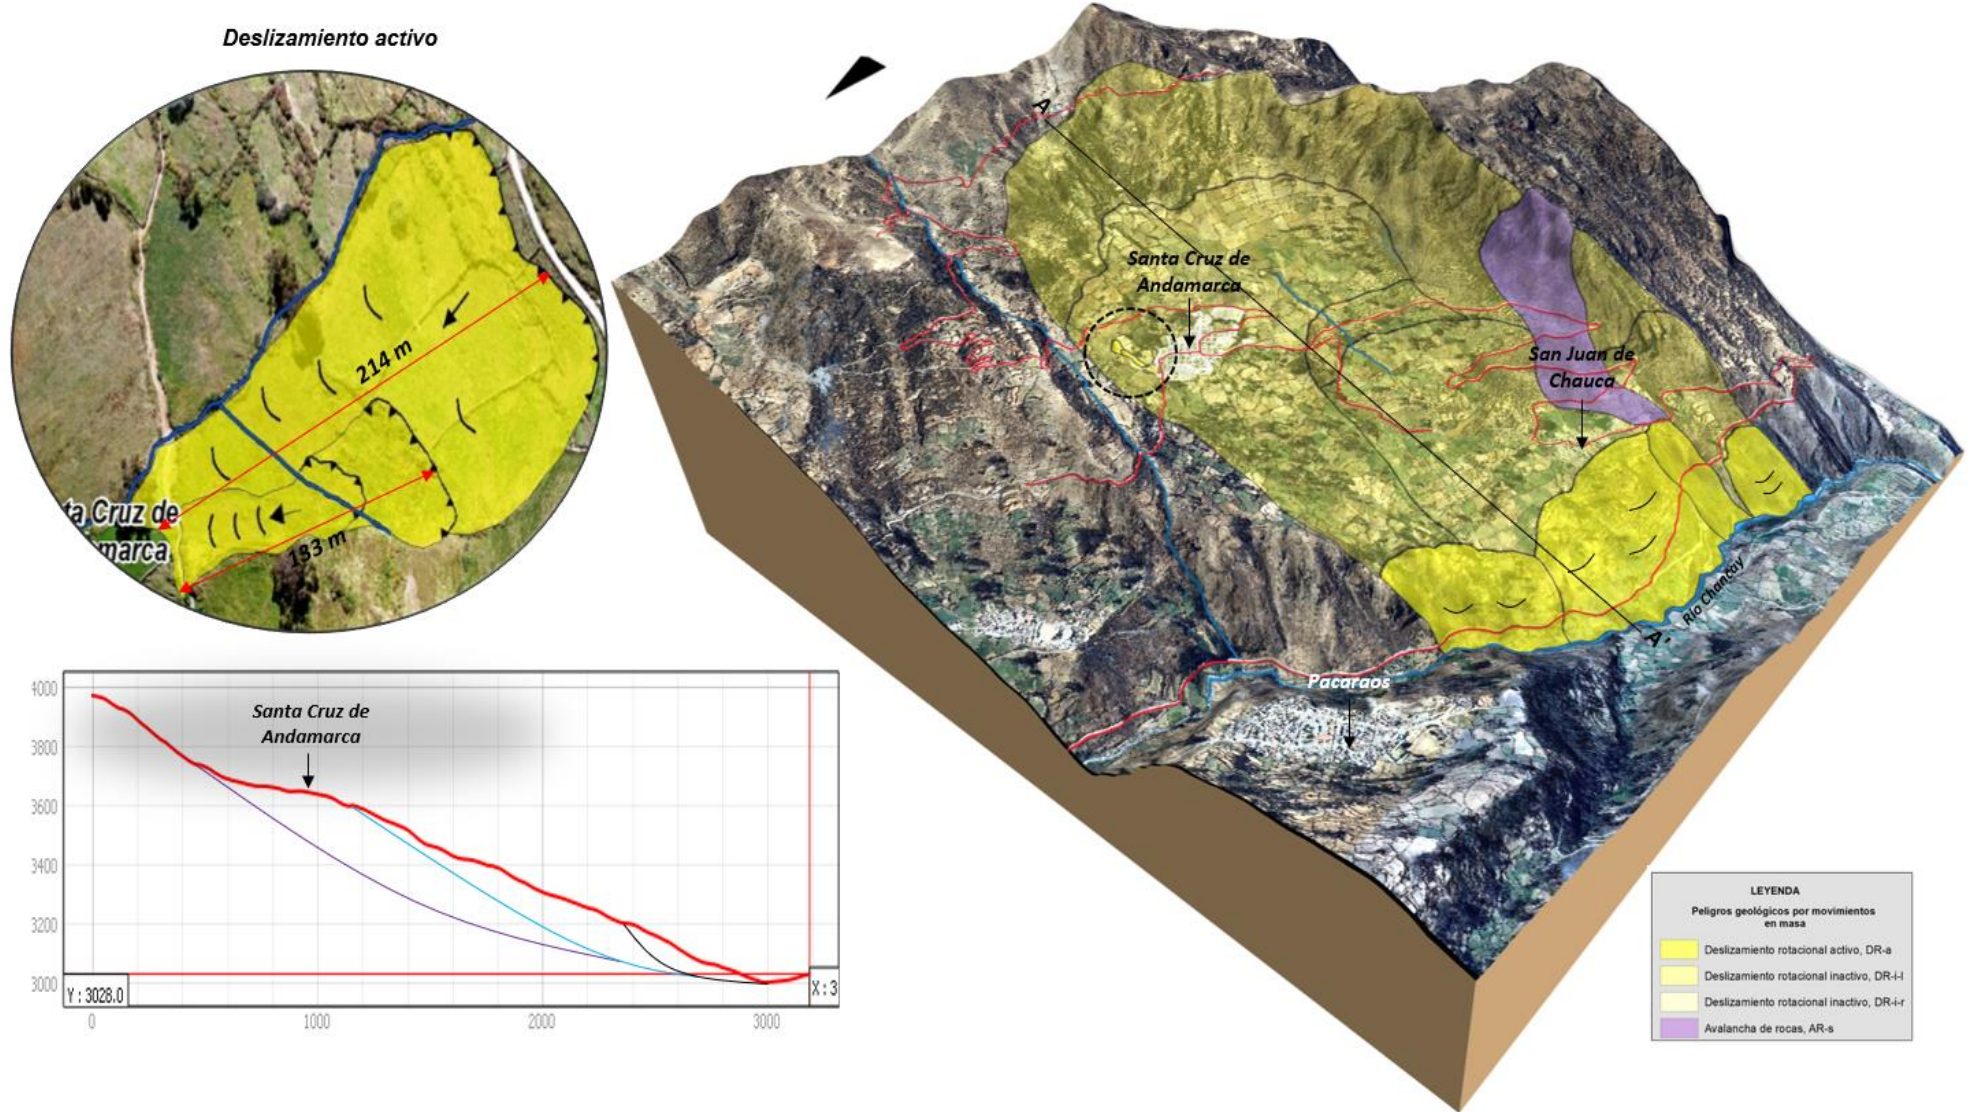 Deslizamiento activo
214 m
133 m
ta Cruz de
marca
A
Santa Cruz de
Andamarca
San Juan de
Chauca
Río Chancay
A'
Pacaraos
4000
3800
3600
3400
3200
3000
Santa Cruz de
Andamarca
Y : 3028.0
X : 3
0
1000
2000
3000
LEYENDA
Peligros geológicos por movimientos
en masa
Deslizamiento rotacional activo, DR-a
Deslizamiento rotacional inactivo, DR-i-l
Deslizamiento rotacional inactivo, DR-i-r
Avalancha de rocas, AR-s